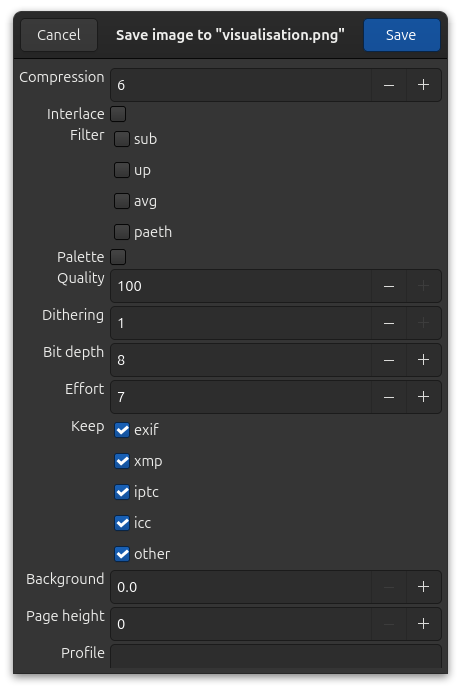 Cancel Save image to "visualisation.png" Save
Compression 6
Interlace
Filter sub
up
avg
paeth
Palette
Quality 100
Dithering 1
Bit depth 8
Effort 7
Keep exif
xmp
iptc
icc
other
Background 0.0
Page height 0
Profile